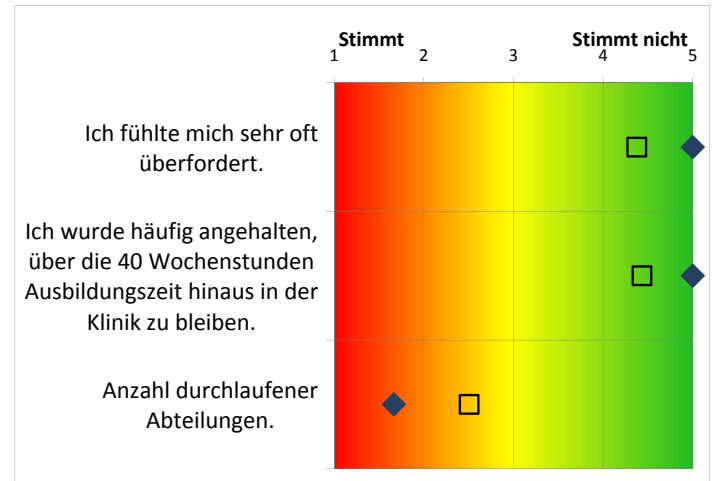 Stimmt Stimmt nicht
1 2 3 4 5
Ich fühlte mich sehr oft
überfordert.
Ich wurde häufig angehalten,
über die 40 Wochenstunden
Ausbildungszeit hinaus in der
Klinik zu bleiben.
Anzahl durchlaufener
Abteilungen.